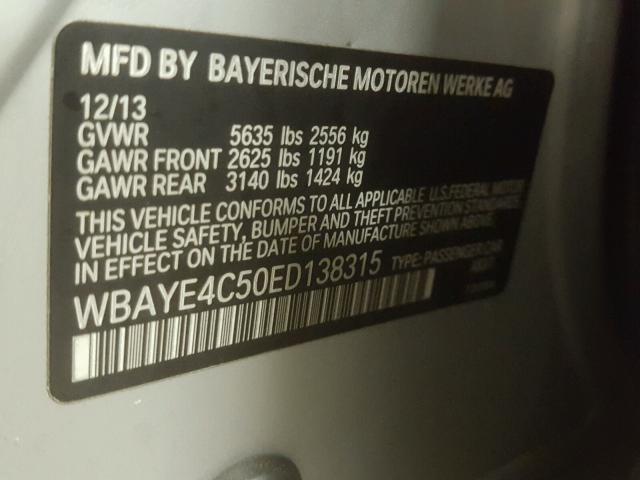 MFD BY BAYERISCHE MOTOREN WERKE AG
12/13
GVWR 5635 lbs 2556 kg
GAWR FRONT 2625 lbs 1191 kg
GAWR REAR 3140 lbs 1424 kg
THIS VEHICLE CONFORMS TO ALL APPLICABLE U.S.FEDERAL MOTOR
VEHICLE SAFETY, BUMPER AND THEFT PREVENTION STANDARDS
IN EFFECT ON THE DATE OF MANUFACTURE SHOWN ABOVE.
WBAYE4C50ED138315 TYPE: PASSENGER CAR